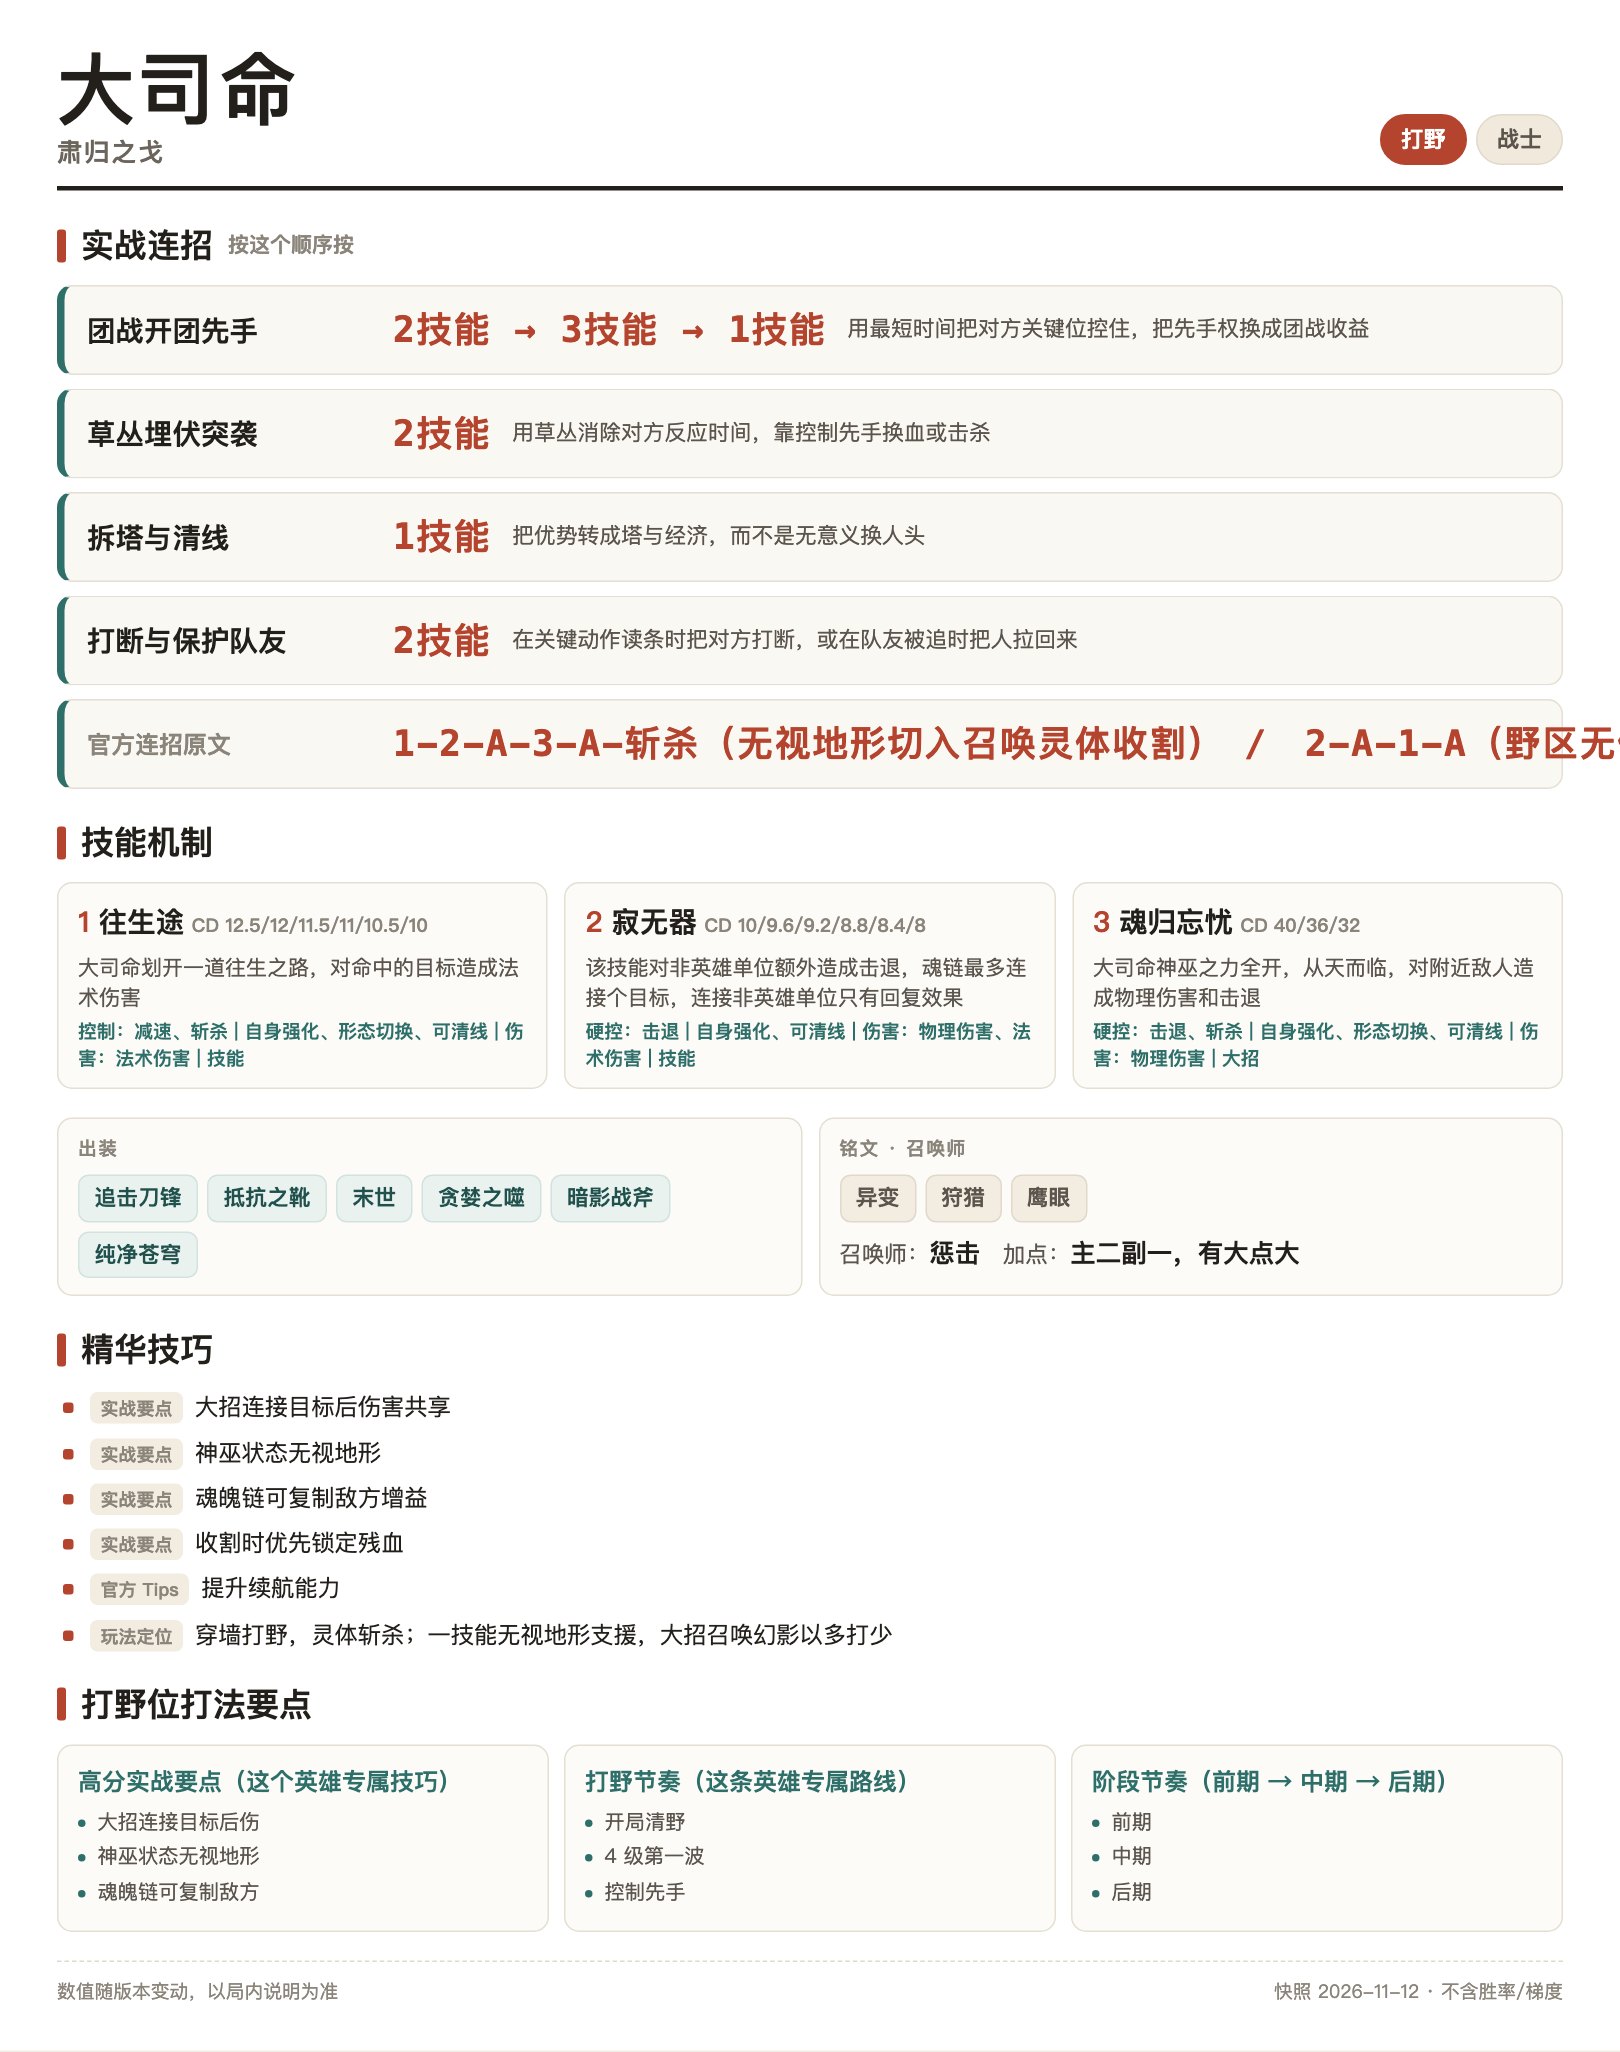 大司命
肃归之戈
打野 战士
实战连招 按这个顺序按
团战开团先手 2技能 → 3技能 → 1技能 用最短时间把对方关键位控住，把先手权换成团战收益
草丛埋伏突袭 2技能 用草丛消除对方反应时间，靠控制先手换血或击杀
拆塔与清线 1技能 把优势转成塔与经济，而不是无意义换人头
打断与保护队友 2技能 在关键动作读条时把对方打断，或在队友被追时把人拉回来
官方连招原文 1-2-A-3-A-斩杀（无视地形切入召唤灵体收割） / 2-A-1-A（野区无
技能机制
1 往生途 CD 12.5/12/11.5/11/10.5/10
大司命划开一道往生之路，对命中的目标造成法
术伤害
控制：减速、斩杀 | 自身强化、形态切换、可清线 | 伤
害：法术伤害 | 技能
2 寂无器 CD 10/9.6/9.2/8.8/8.4/8
该技能对非英雄单位额外造成击退，魂链最多连
接个目标，连接非英雄单位只有回复效果
硬控：击退 | 自身强化、可清线 | 伤害：物理伤害、法
术伤害 | 技能
3 魂归忘忧 CD 40/36/32
大司命神巫之力全开，从天而临，对附近敌人造
成物理伤害和击退
硬控：击退、斩杀 | 自身强化、形态切换、可清线 | 伤
害：物理伤害 | 大招
出装
追击刀锋 抵抗之靴 末世 贪婪之噬 暗影战斧
纯净苍穹
铭文 · 召唤师
异变 狩猎 鹰眼
召唤师：惩击 加点：主二副一，有大点大
精华技巧
实战要点 大招连接目标后伤害共享
实战要点 神巫状态无视地形
实战要点 魂魄链可复制敌方增益
实战要点 收割时优先锁定残血
官方 Tips 提升续航能力
玩法定位 穿墙打野，灵体斩杀；一技能无视地形支援，大招召唤幻影以多打少
打野位打法要点
高分实战要点（这个英雄专属技巧）
大招连接目标后伤
神巫状态无视地形
魂魄链可复制敌方
打野节奏（这条英雄专属路线）
开局清野
4 级第一波
控制先手
阶段节奏（前期 → 中期 → 后期）
前期
中期
后期
数值随版本变动，以局内说明为准
快照 2026-11-12 · 不含胜率/梯度